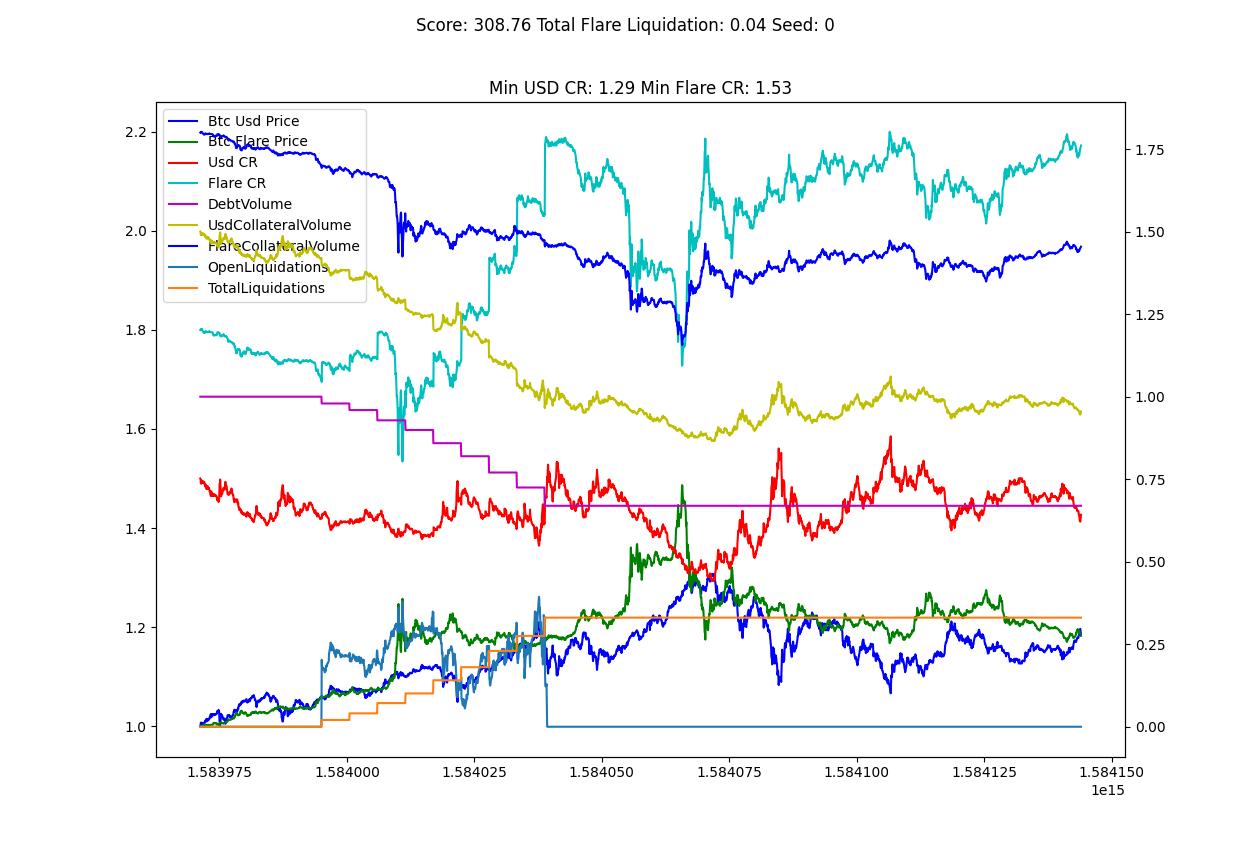 Score: 308.76 Total Flare Liquidation: 0.04 Seed: 0
Min USD CR: 1.29 Min Flare CR: 1.53
Btc Usd Price
Btc Flare Price
Usd CR
Flare CR
DebtVolume
UsdCollateralVolume
FlareCollateralVolume
OpenLiquidations
TotalLiquidations
2.2
2.0
1.8
1.6
1.4
1.2
1.0
1.75
1.50
1.25
1.00
0.75
0.50
0.25
0.00
1.583975 1.584000 1.584025 1.584050 1.584075 1.584100 1.584125 1.584150
1e15